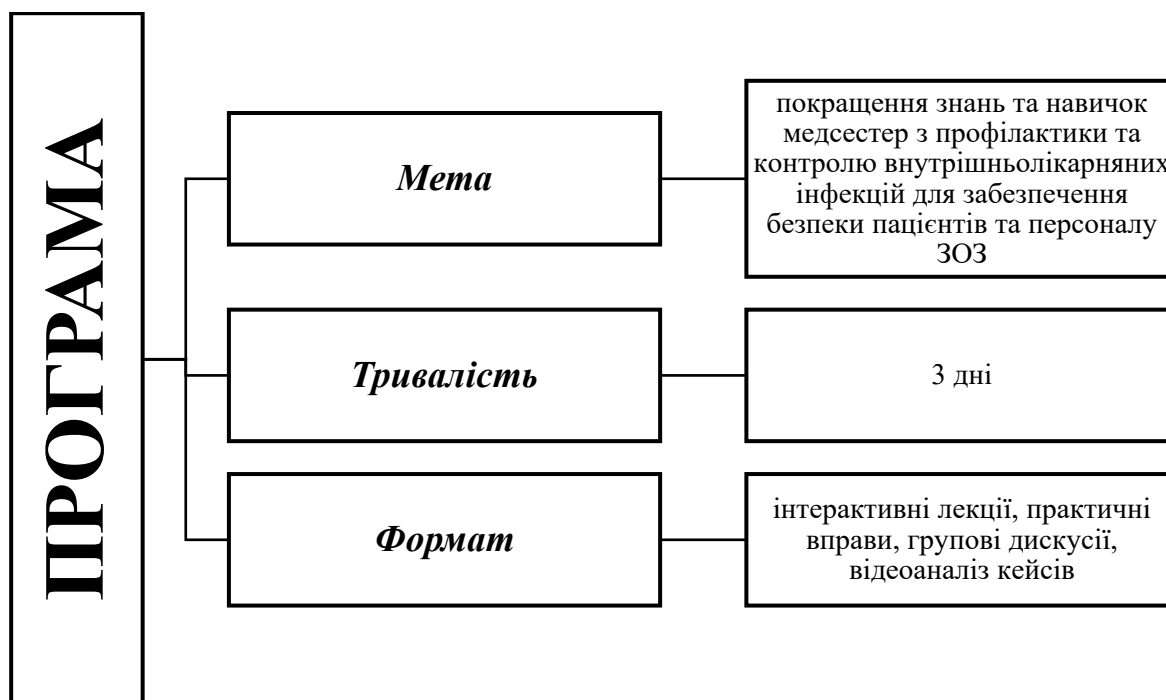 ПРОГРАМА
Мета
покращення знань та навичок
медсестер з профілактики та
контролю внутрішньолікарняних
інфекцій для забезпечення
безпеки пацієнтів та персоналу
ЗОЗ
Тривалість
3 дні
Формат
інтерактивні лекції, практичні
вправи, групові дискусії,
відеоаналіз кейсів